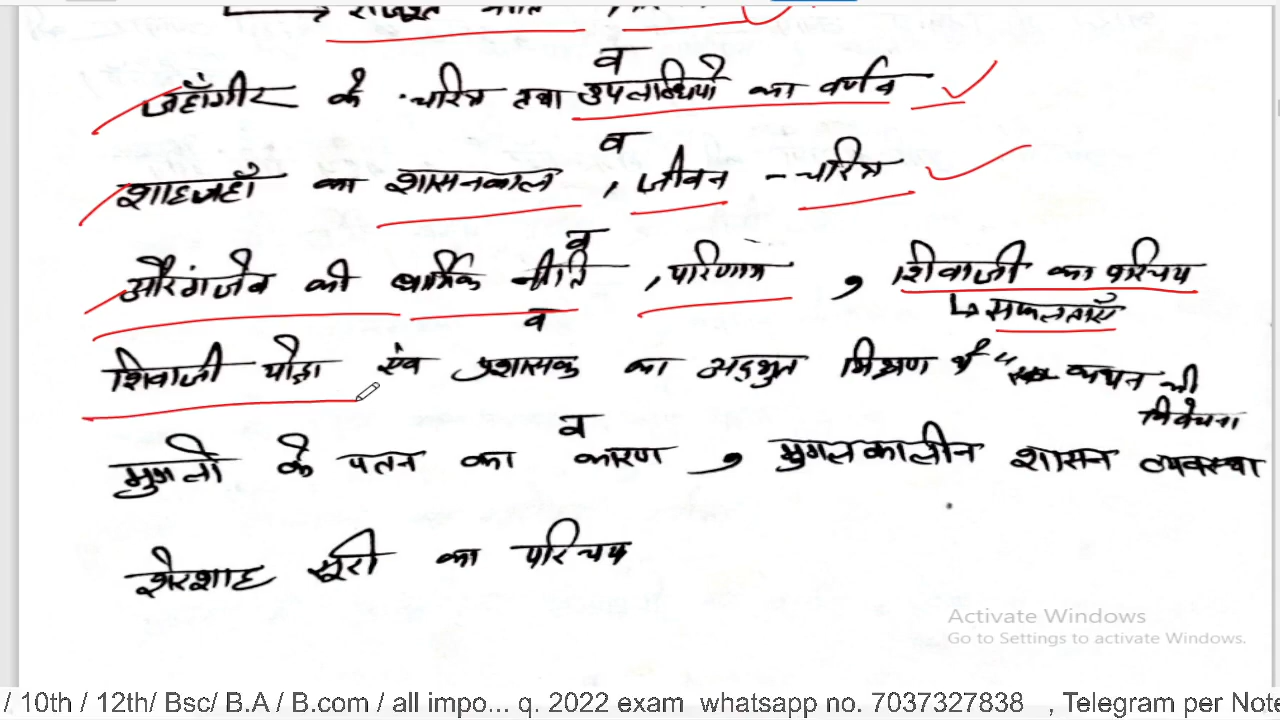 व
जहाँगीर के चरित्र तथा उपलब्धियों का वर्णन
व
शाहजहाँ का शासनकाल , जीवन - चरित्र
व
औरंगजेब की धार्मिक नीति , परिणाम , शिवाजी का परिचय
↳ सफलताएँ
व
शिवाजी योद्धा एंव प्रशासक का अद्भुत मिश्रण थे" कथन की
विवेचना
व
मुगलो के पतन का कारण , मुगलकालीन शासन व्यवस्था
शेरशाह सूरी का परिचय
Activate Windows
Go to Settings to activate Windows.
/ 10th / 12th/ Bsc/ B.A / B.com / all impo... q. 2022 exam whatsapp no. 7037327838 , Telegram per Note